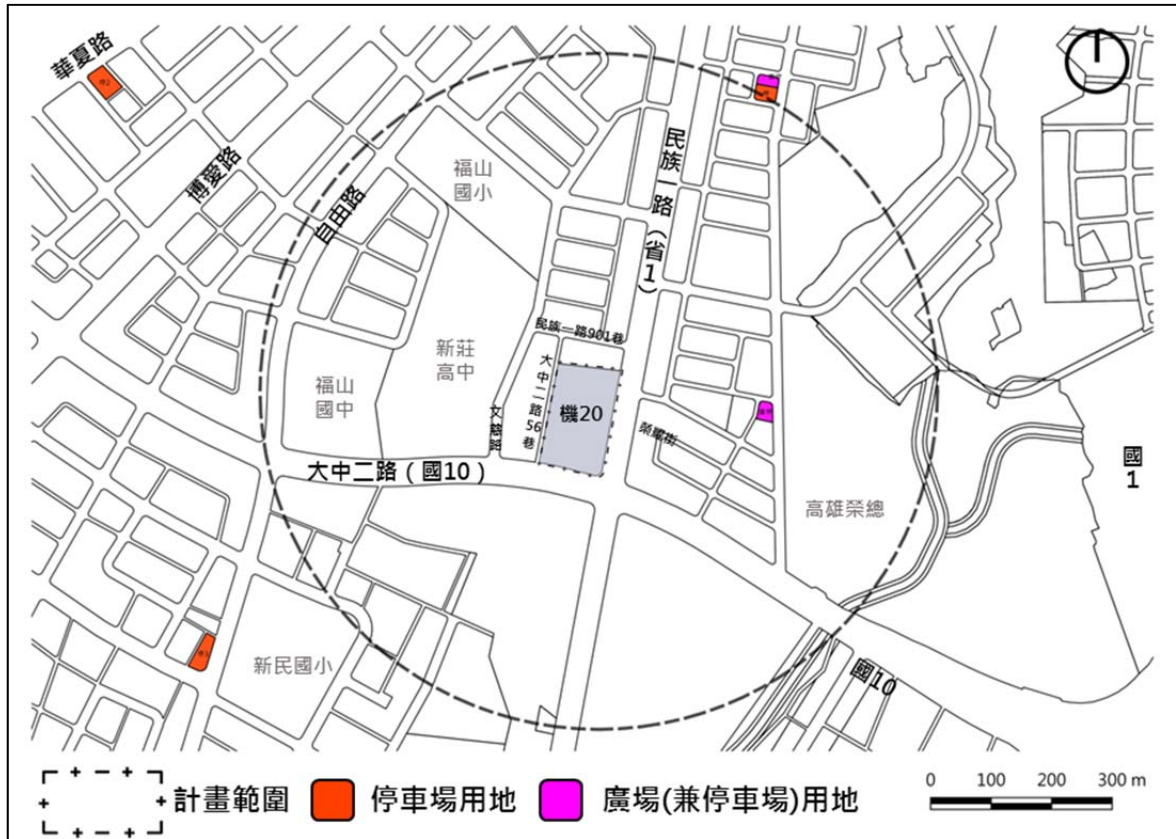 華夏路
停2
博愛路
自由路
福山
國小
民族一路（省1）
民族一路901巷
新莊
高中
福山
國中
大中二路56巷
文慈路
機20
榮耀街
大中二路（國10）
高雄榮總
國1
新民國小
國10
計畫範圍
停車場用地
廣場(兼停車場)用地
0 100 200 300 m